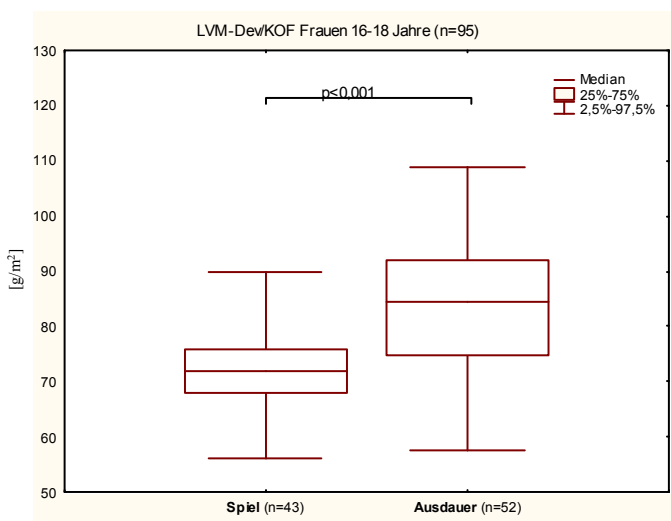 LVM-Dev/KOF Frauen 16-18 Jahre (n=95)
130
120
110
100
90
80
70
60
50
[g/m²]
p<0,001
Median
25%-75%
2,5%-97,5%
Spiel (n=43)
Ausdauer (n=52)